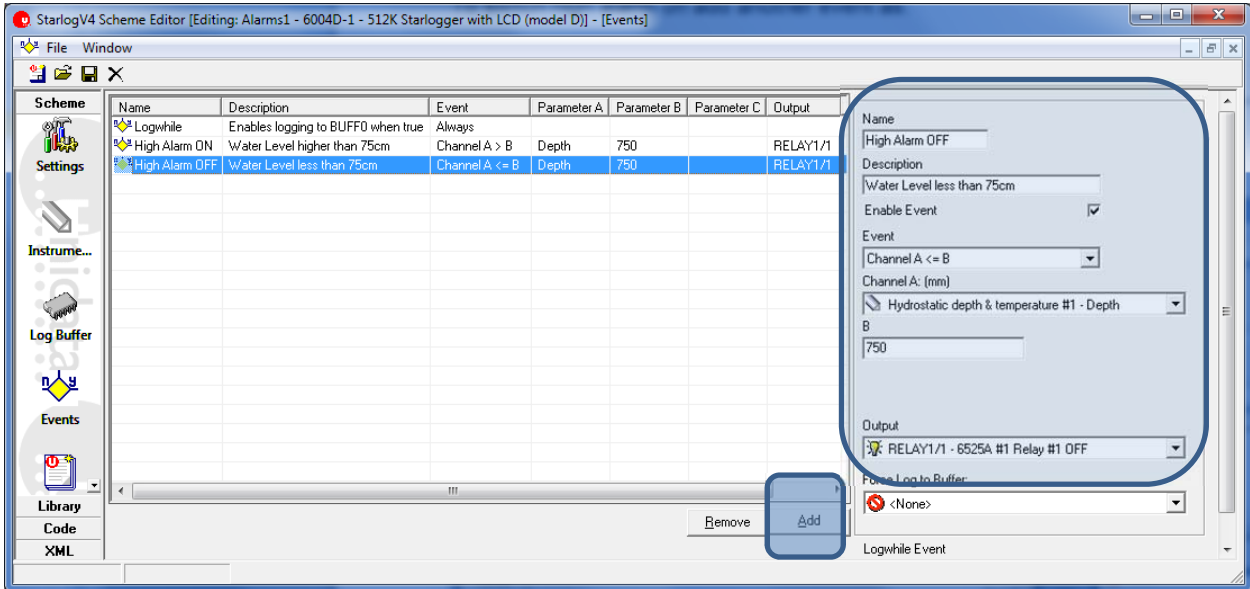 StarlogV4 Scheme Editor [Editing: Alarms1 - 6004D-1 - 512K Starlogger with LCD (model D)] - [Events]
File Window
Scheme
Settings
Instrume...
Log Buffer
Events
Library
Code
XML
Name Description Event Parameter A Parameter B Parameter C Output
Logwhile Enables logging to BUFF0 when true Always
High Alarm ON Water Level higher than 75cm Channel A > B Depth 750 RELAY1/1
High Alarm OFF Water Level less than 75cm Channel A <= B Depth 750 RELAY1/1
Remove Add
Name
High Alarm OFF
Description
Water Level less than 75cm
Enable Event
Event
Channel A <= B
Channel A: (mm)
Hydrostatic depth & temperature #1 - Depth
B
750
Output
RELAY1/1 - 6525A #1 Relay #1 OFF
Force Log to Buffer:
<None>
Logwhile Event